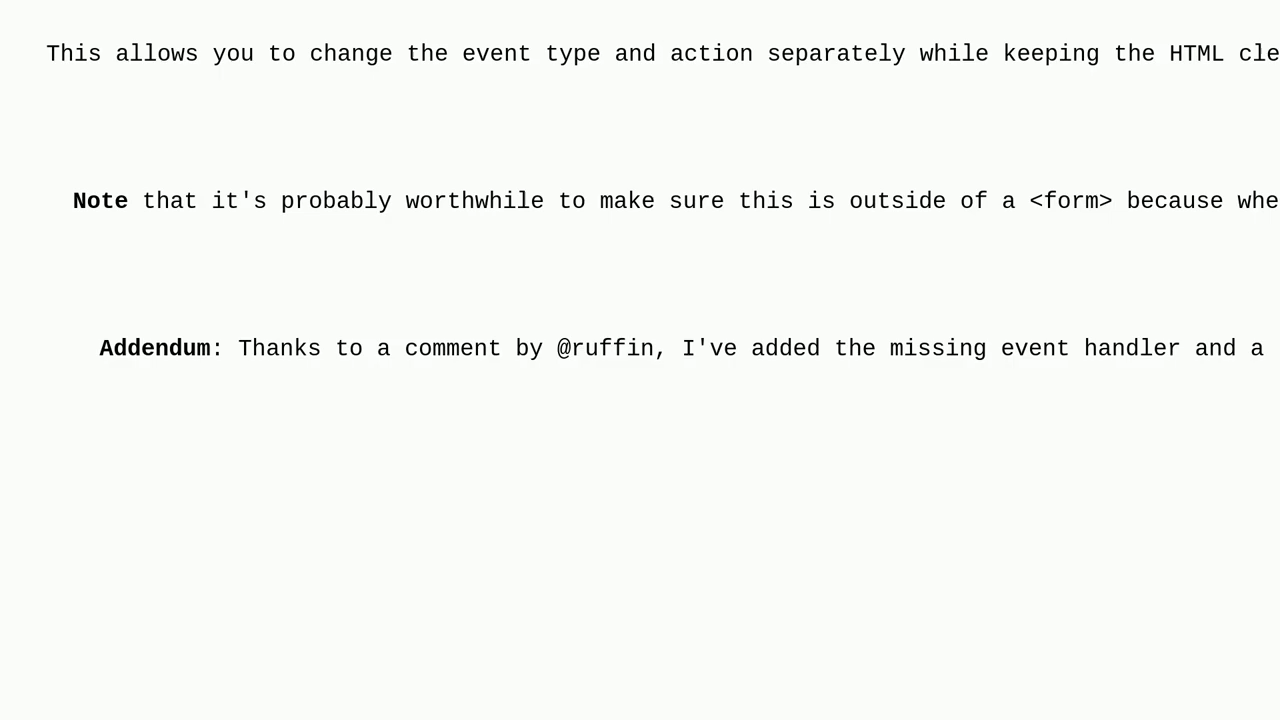 This allows you to change the event type and action separately while keeping the HTML cle
Note that it's probably worthwhile to make sure this is outside of a <form> because whe
Addendum: Thanks to a comment by @ruffin, I've added the missing event handler and a